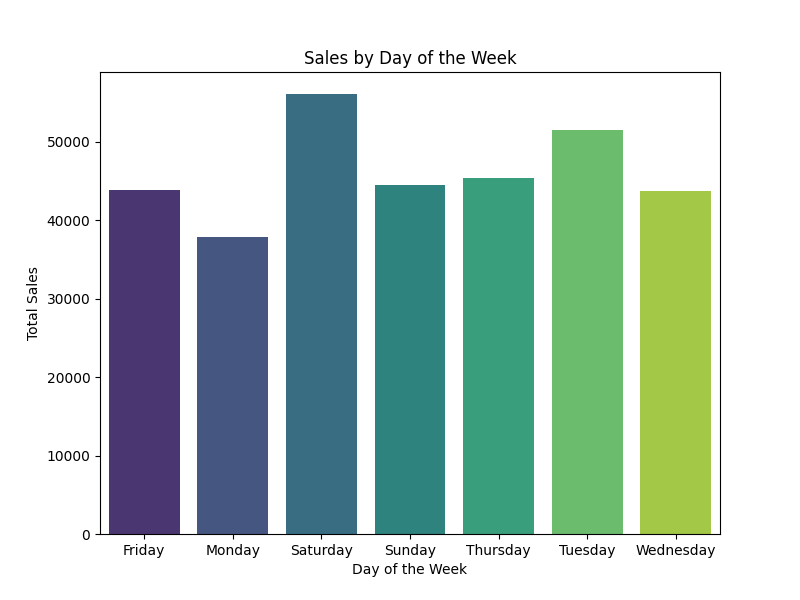 Sales by Day of the Week
Total Sales
50000
40000
30000
20000
10000
0
Friday Monday Saturday Sunday Thursday Tuesday Wednesday
Day of the Week